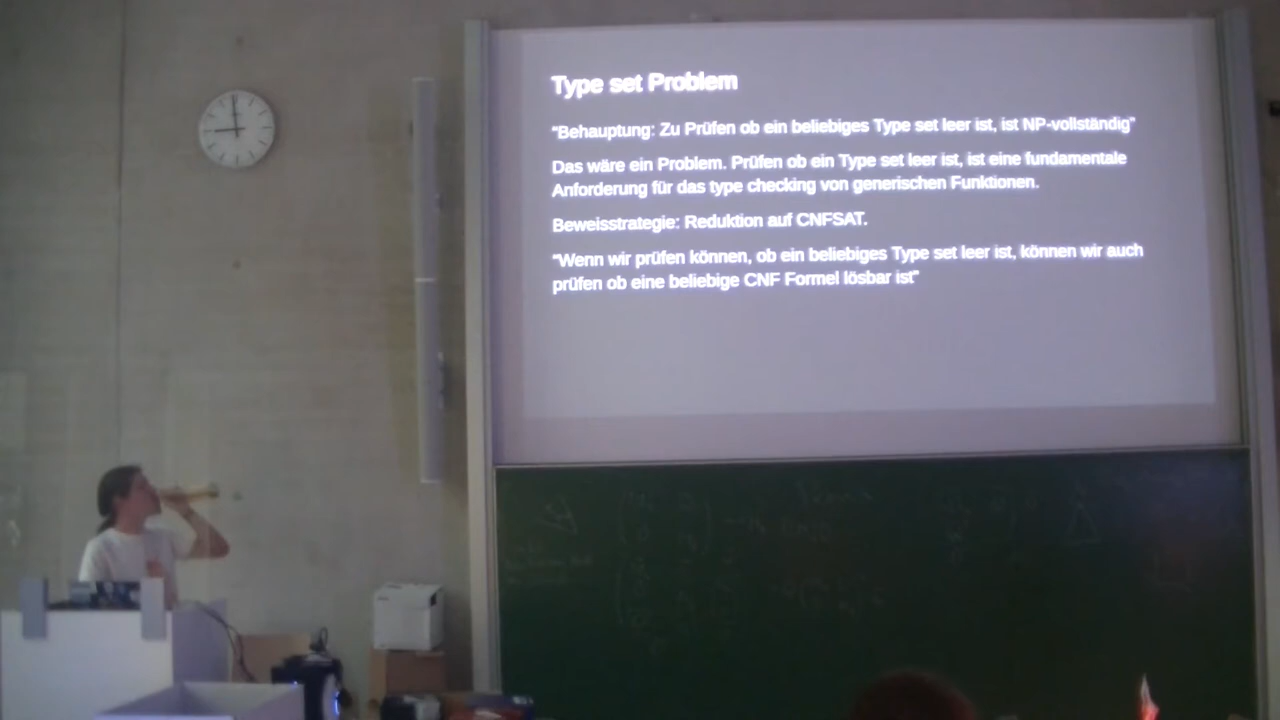 Type set Problem
“Behauptung: Zu Prüfen ob ein beliebiges Type set leer ist, ist NP-vollständig”
Das wäre ein Problem. Prüfen ob ein Type set leer ist, ist eine fundamentale
Anforderung für das type checking von generischen Funktionen.
Beweisstrategie: Reduktion auf CNFSAT.
“Wenn wir prüfen können, ob ein beliebiges Type set leer ist, können wir auch
prüfen ob eine beliebige CNF Formel lösbar ist”